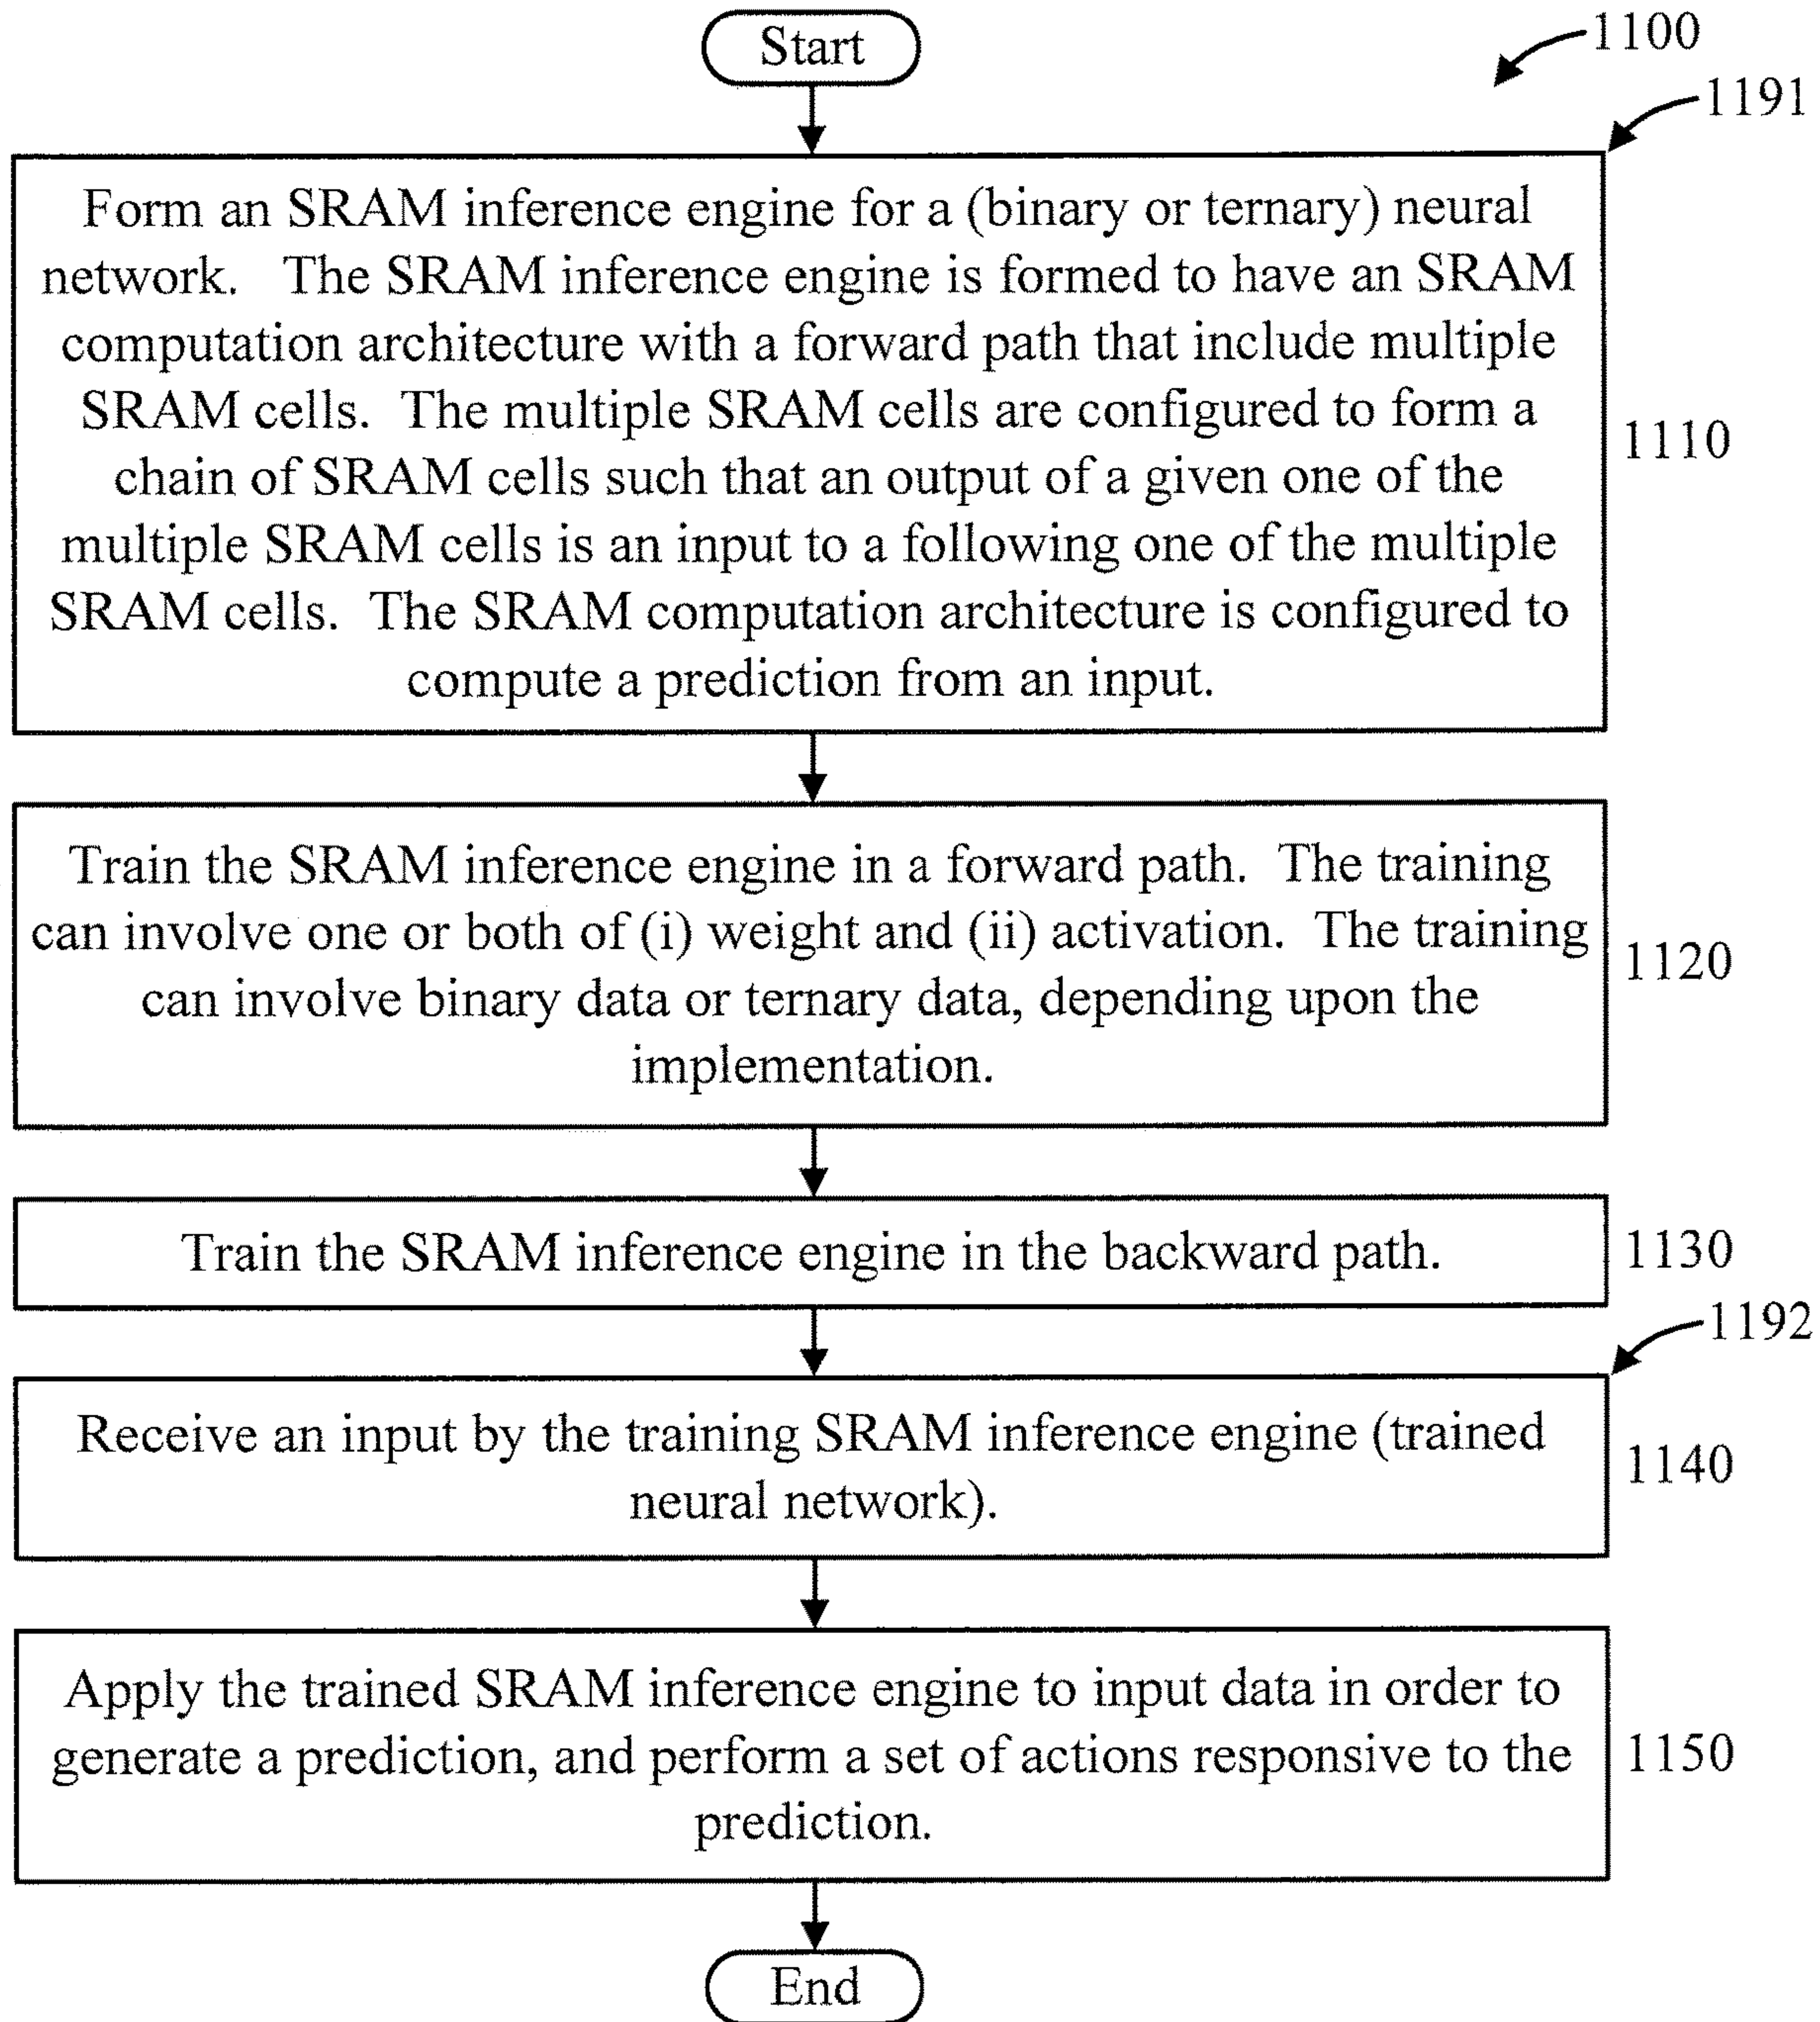 Start
1100
1191
Form an SRAM inference engine for a (binary or ternary) neural
network. The SRAM inference engine is formed to have an SRAM
computation architecture with a forward path that include multiple
SRAM cells. The multiple SRAM cells are configured to form a
chain of SRAM cells such that an output of a given one of the
multiple SRAM cells is an input to a following one of the multiple
SRAM cells. The SRAM computation architecture is configured to
compute a prediction from an input.
1110
Train the SRAM inference engine in a forward path. The training
can involve one or both of (i) weight and (ii) activation. The training
can involve binary data or ternary data, depending upon the
implementation.
1120
Train the SRAM inference engine in the backward path.
1130
1192
Receive an input by the training SRAM inference engine (trained
neural network).
1140
Apply the trained SRAM inference engine to input data in order to
generate a prediction, and perform a set of actions responsive to the
prediction.
1150
End